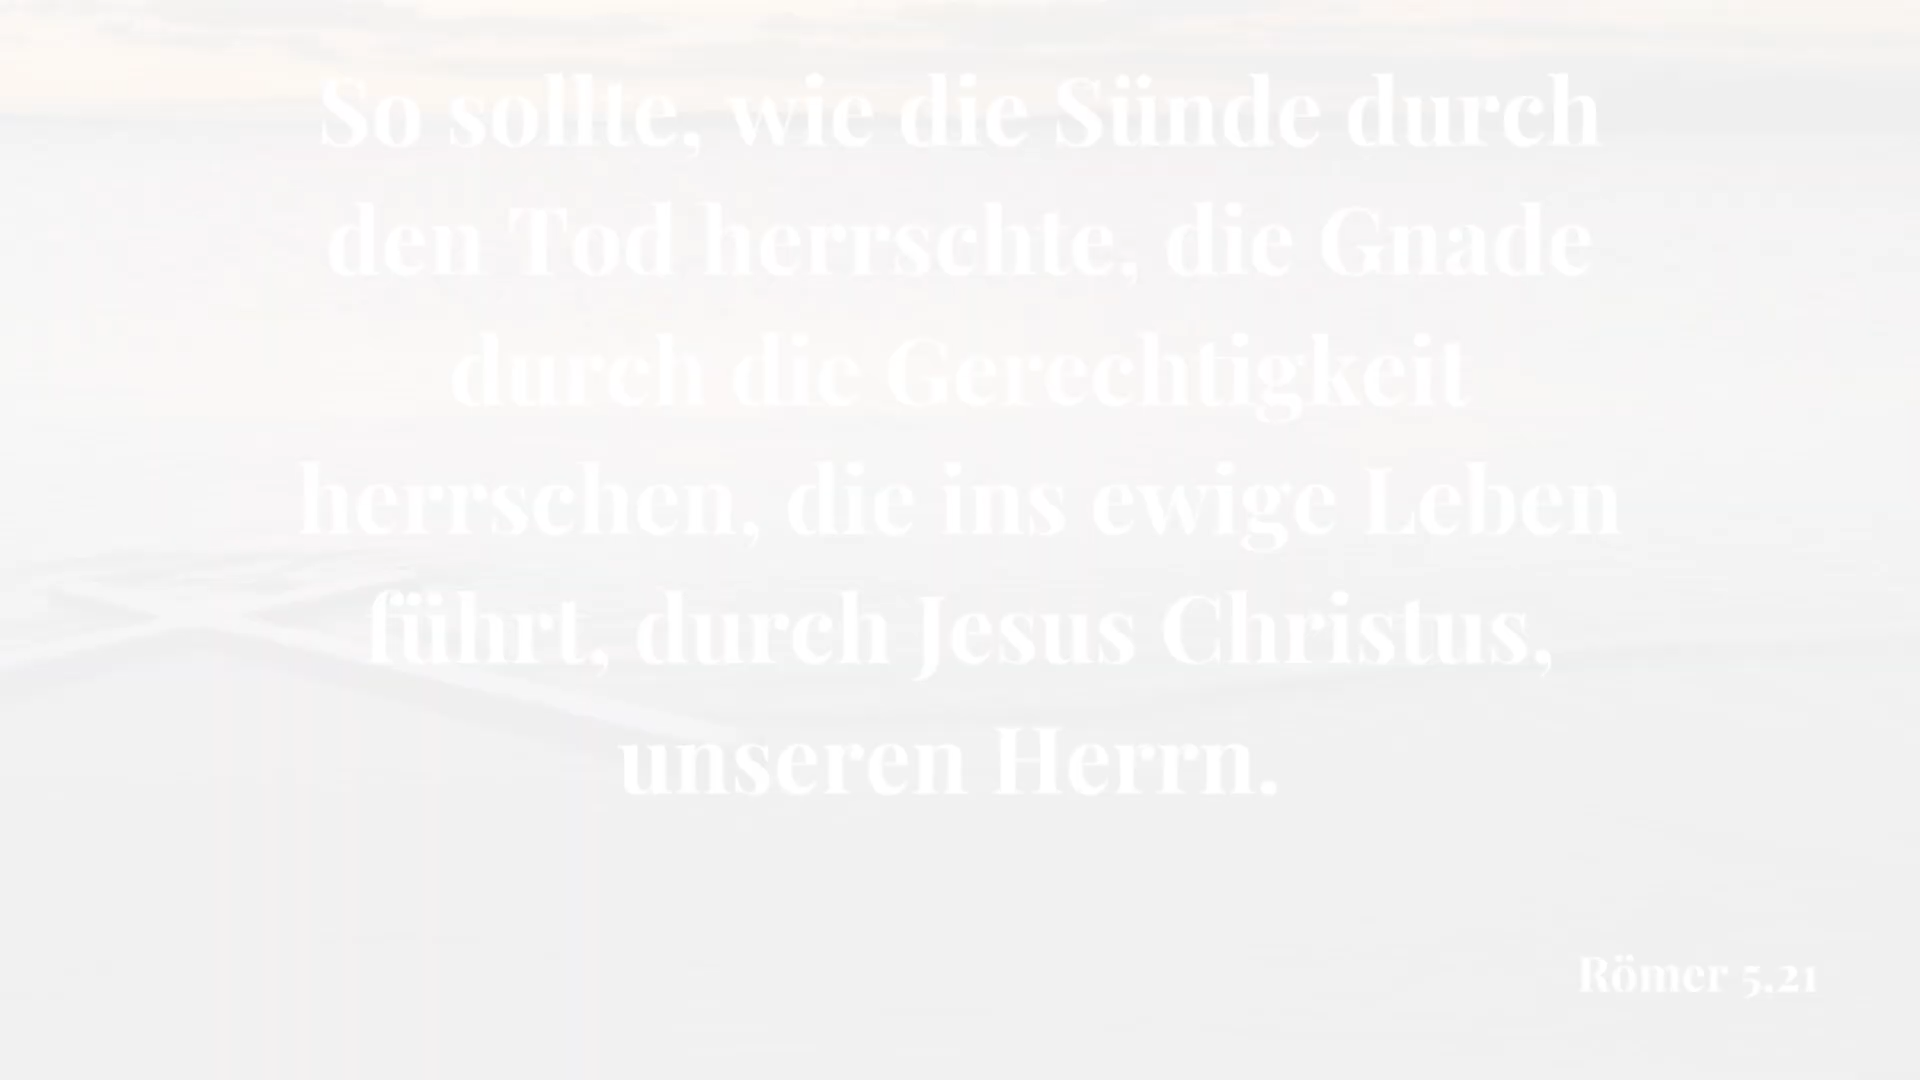 So sollte, wie die Sünde durch
den Tod herrschte, die Gnade
durch die Gerechtigkeit
herrschen, die ins ewige Leben
führt, durch Jesus Christus,
unseren Herrn.
Römer 5,21